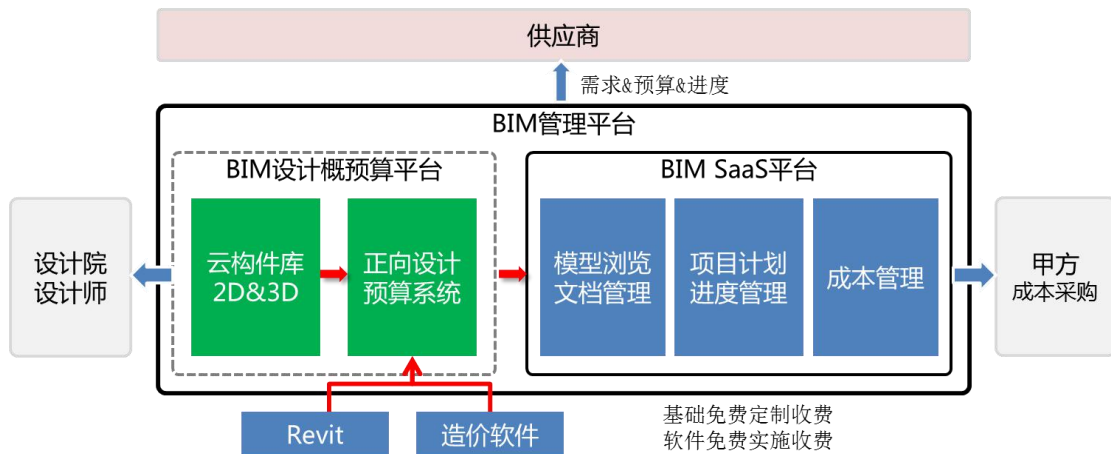 供应商
需求&预算&进度
BIM管理平台
BIM设计概预算平台
BIM SaaS平台
设计院
设计师
云构件库
2D&3D
正向设计
预算系统
模型浏览
文档管理
项目计划
进度管理
成本管理
甲方
成本采购
Revit
造价软件
基础免费定制收费
软件免费实施收费